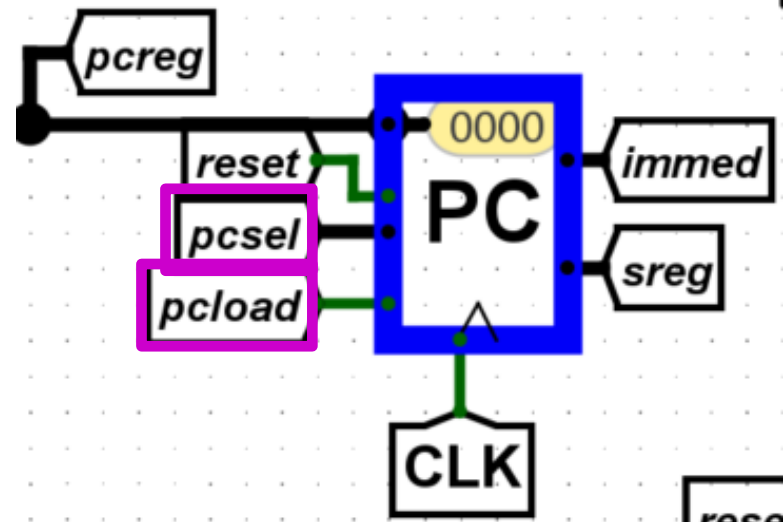 pcreg
0000
reset
immed
PC
pcsel
sreg
pcload
CLK